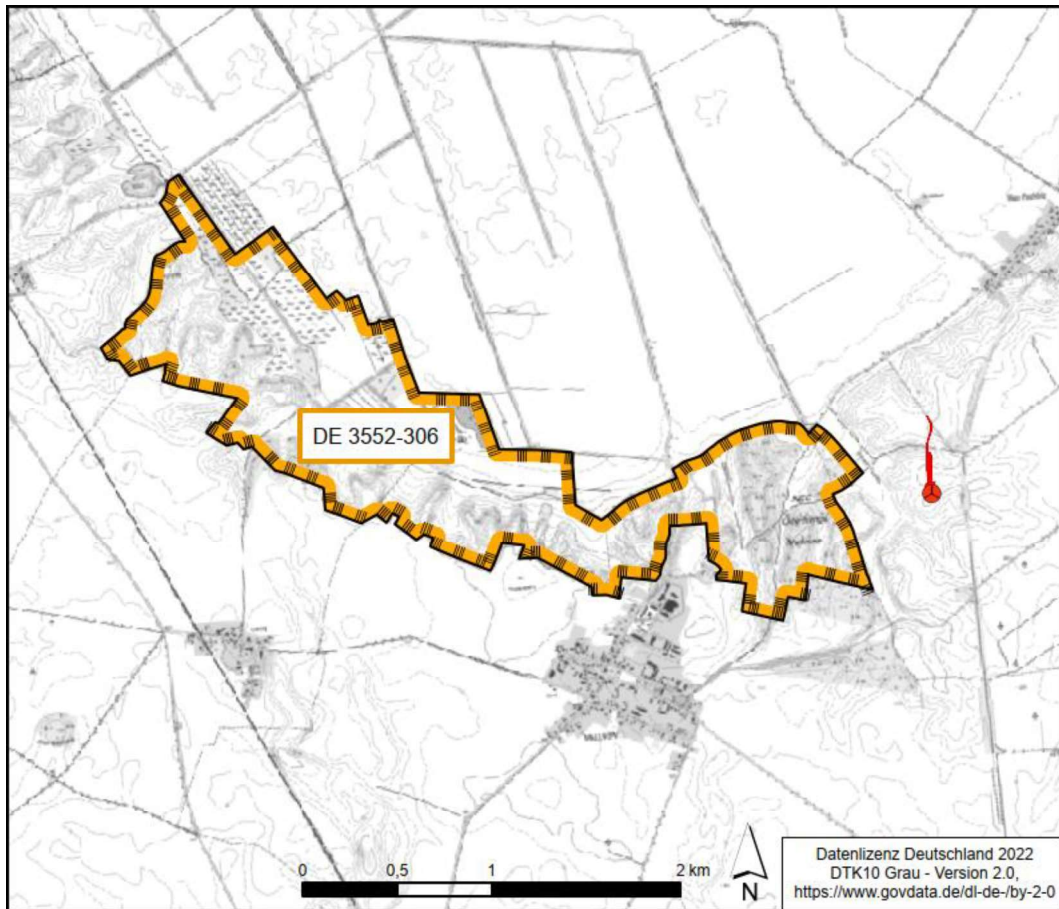 DE 3552-306
0
0,5
1
2 km
N
Datenlizenz Deutschland 2022
DTK10 Grau - Version 2.0,
https://www.govdata.de/dl-de-/by-2-0